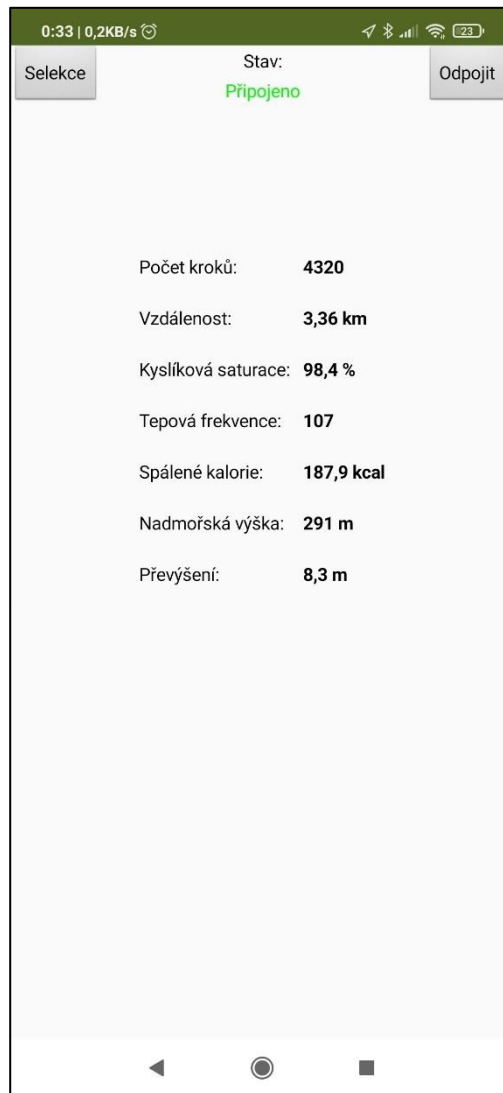 0:33 | 0,2KB/s 23
Selekce
Stav:
Připojeno
Odpojit
Počet kroků: 4320
Vzdálenost: 3,36 km
Kyslíková saturace: 98,4 %
Tepová frekvence: 107
Spálené kalorie: 187,9 kcal
Nadmořská výška: 291 m
Převýšení: 8,3 m